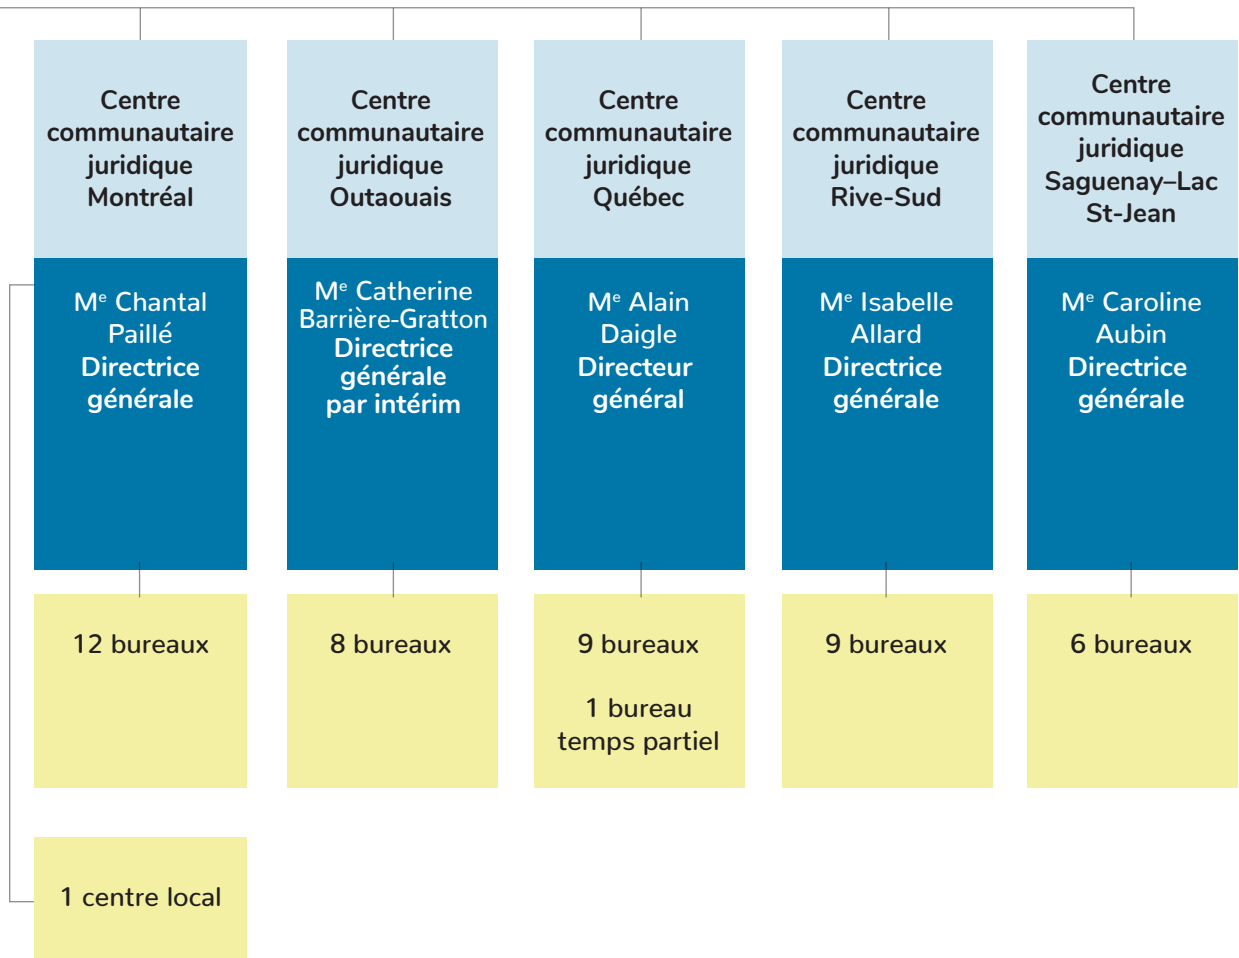 Centre
communautaire
juridique
Montréal
Mᵉ Chantal
Paillé
Directrice
générale
12 bureaux
1 centre local
Centre
communautaire
juridique
Outaouais
Mᵉ Catherine
Barrière-Gratton
Directrice
générale
par intérim
8 bureaux
Centre
communautaire
juridique
Québec
Mᵉ Alain
Daigle
Directeur
général
9 bureaux
1 bureau
temps partiel
Centre
communautaire
juridique
Rive-Sud
Mᵉ Isabelle
Allard
Directrice
générale
9 bureaux
Centre
communautaire
juridique
Saguenay–Lac
St-Jean
Mᵉ Caroline
Aubin
Directrice
générale
6 bureaux